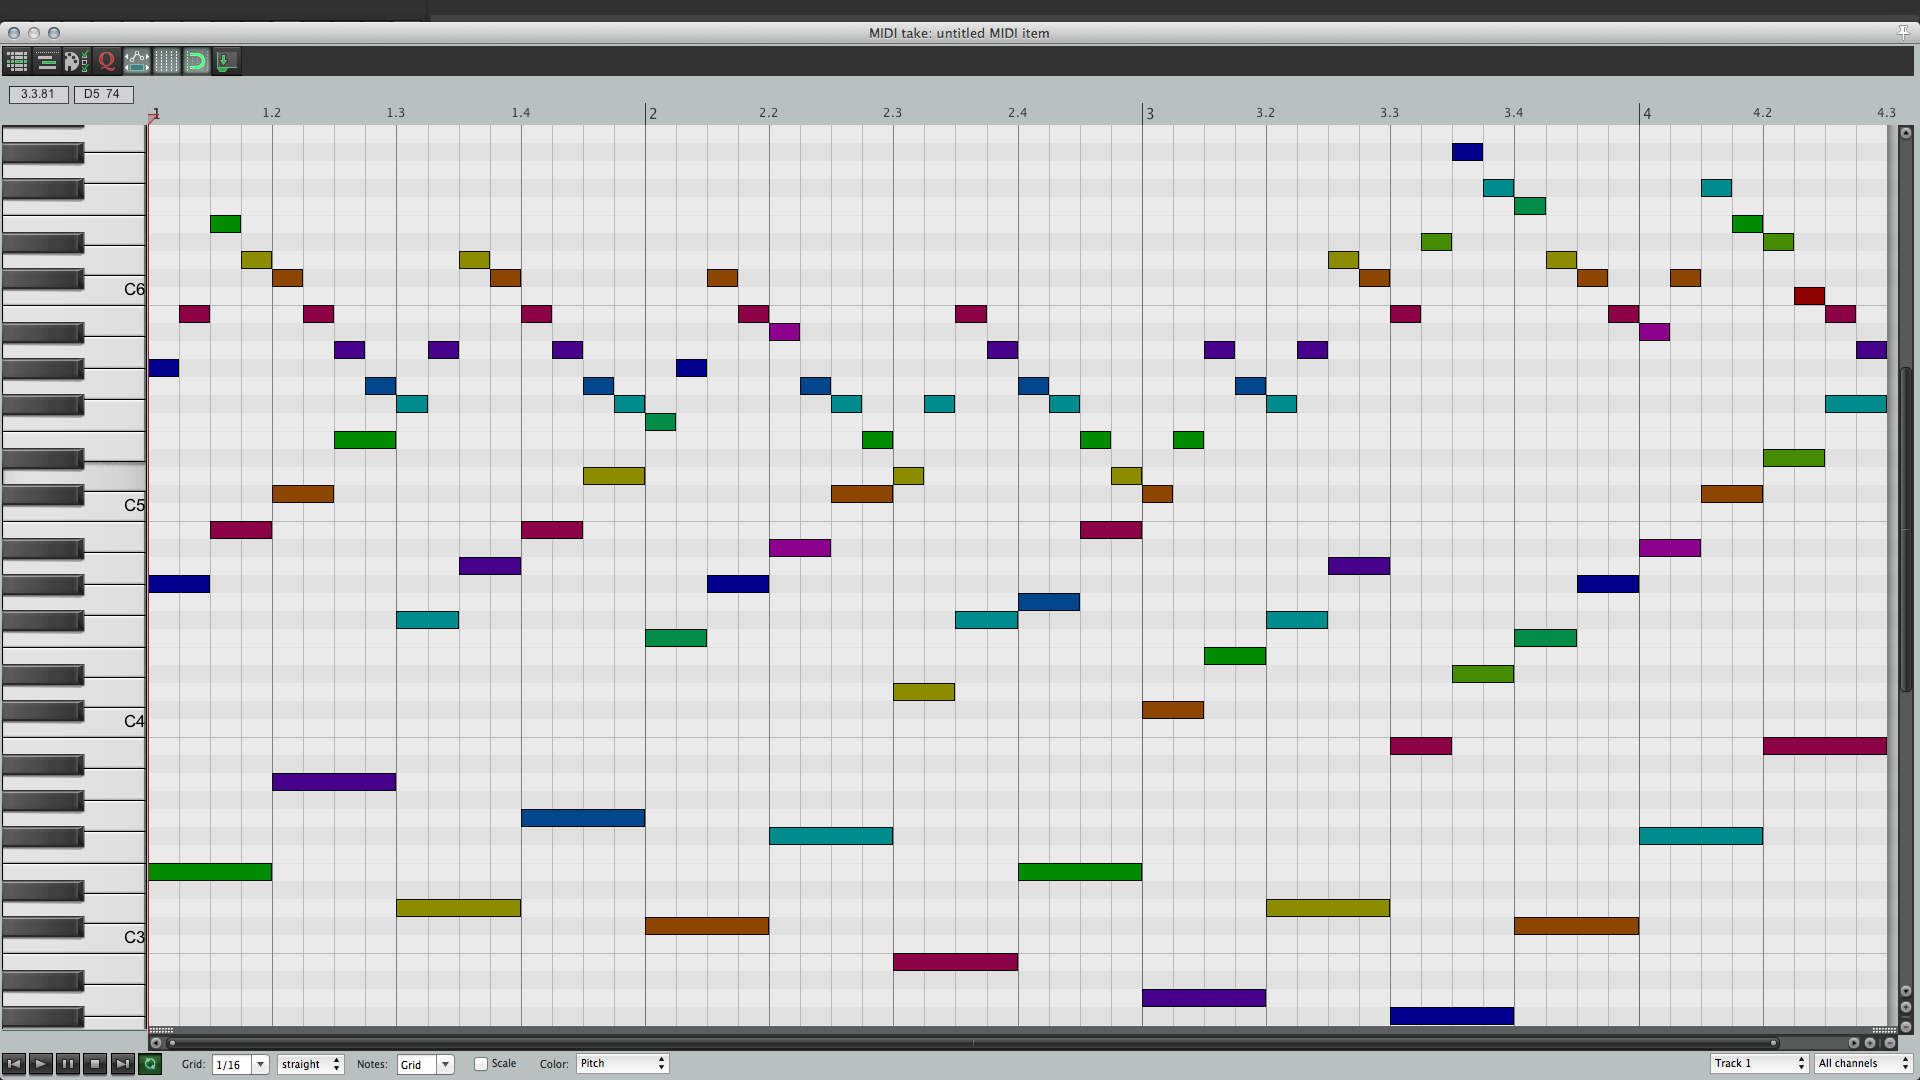 MIDI take: untitled MIDI item
Q
3.3.81 D5 74
1 1.2 1.3 1.4 2 2.2 2.3 2.4 3 3.2 3.3 3.4 4 4.2 4.3
C6
C5
C4
C3
Grid: 1/16 straight Notes: Grid Scale Color: Pitch Track 1 All channels